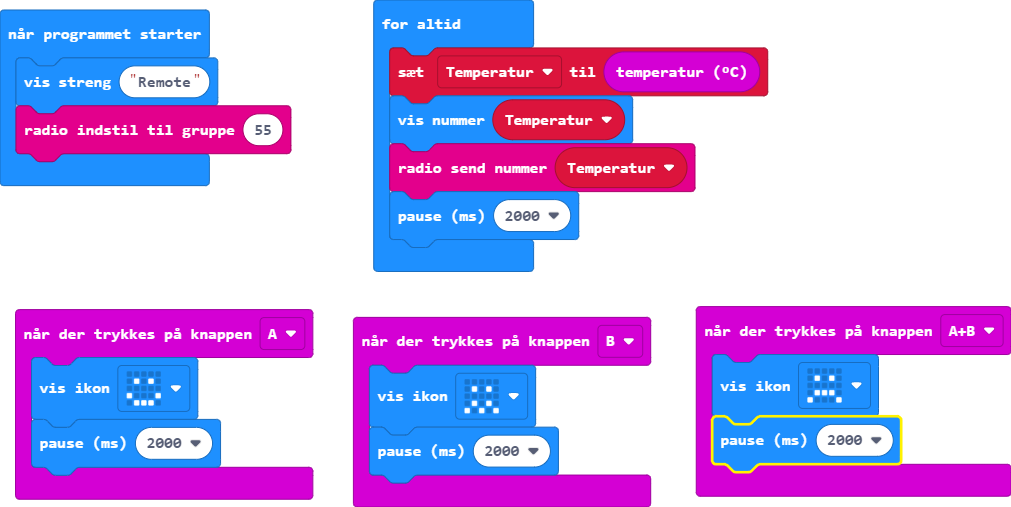 når programmet starter
vis streng "Remote"
radio indstil til gruppe 55
for altid
sæt Temperatur til temperatur (ºC)
vis nummer Temperatur
radio send nummer Temperatur
pause (ms) 2000
når der trykkes på knappen A
vis ikon
pause (ms) 2000
når der trykkes på knappen B
vis ikon
pause (ms) 2000
når der trykkes på knappen A+B
vis ikon
pause (ms) 2000